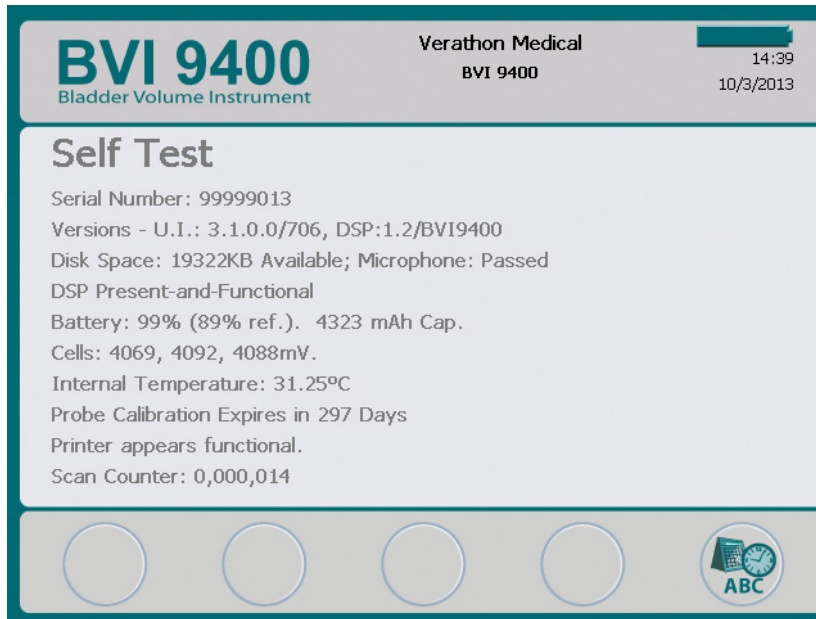 BVI 9400
Bladder Volume Instrument
Verathon Medical
BVI 9400
14:39
10/3/2013
Self Test
Serial Number: 99999013
Versions - U.I.: 3.1.0.0/706, DSP:1.2/BVI9400
Disk Space: 19322KB Available; Microphone: Passed
DSP Present-and-Functional
Battery: 99% (89% ref.).  4323 mAh Cap.
Cells: 4069, 4092, 4088mV.
Internal Temperature: 31.25ºC
Probe Calibration Expires in 297 Days
Printer appears functional.
Scan Counter: 0,000,014
ABC